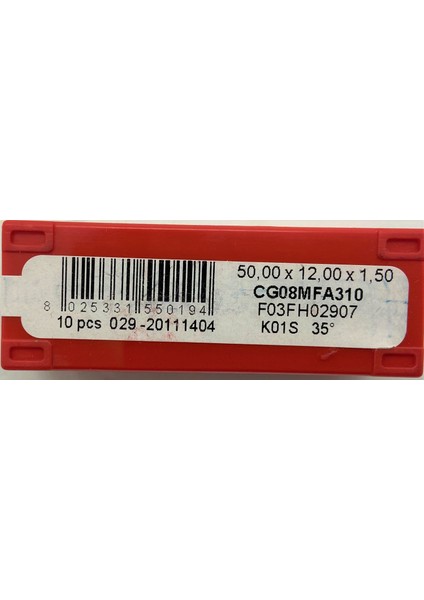 50,00 x 12,00 x 1,50
CG08MFA310
F03FH02907
K01S 35°
8 025331 550194
10 pcs 029-20111404